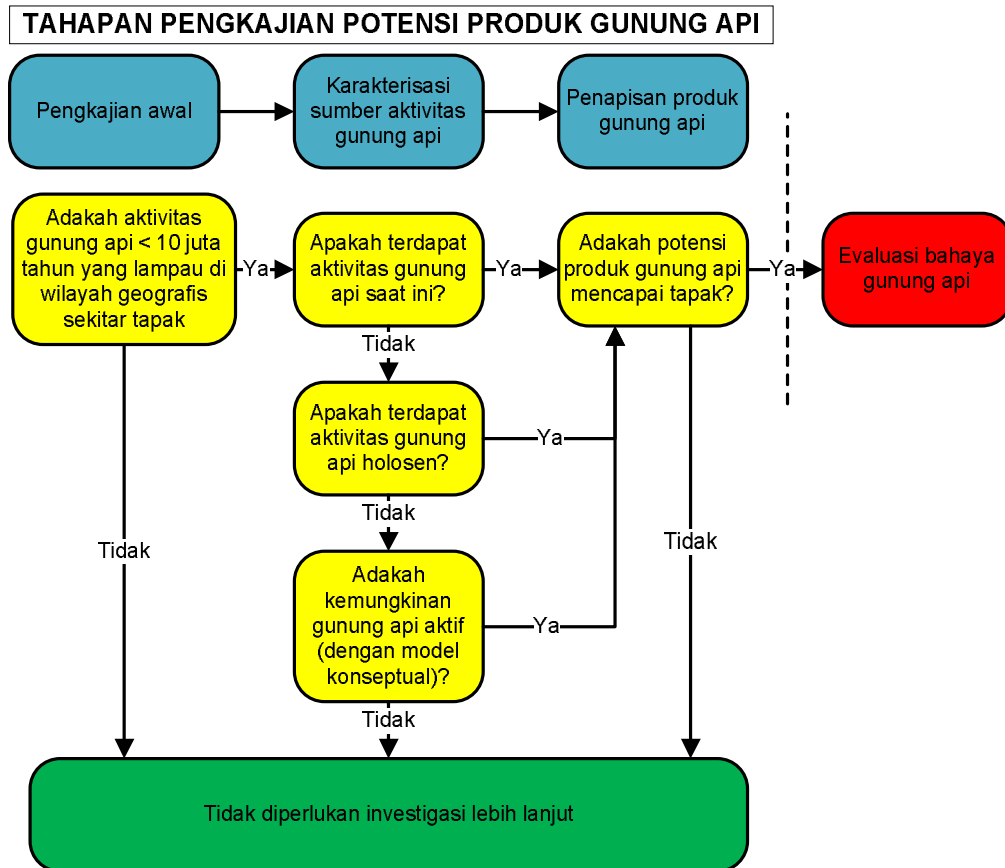 TAHAPAN PENGKAJIAN POTENSI PRODUK GUNUNG API
Pengkajian awal
Karakterisasi
sumber aktivitas
gunung api
Penapisan produk
gunung api
Adakah aktivitas
gunung api < 10 juta
tahun yang lampau di
wilayah geografis
sekitar tapak
Ya
Apakah terdapat
aktivitas gunung
api saat ini?
Ya
Adakah potensi
produk gunung api
mencapai tapak?
Ya
Evaluasi bahaya
gunung api
Tidak
Apakah terdapat
aktivitas gunung
api holosen?
Ya
Tidak
Tidak
Tidak
Adakah
kemungkinan
gunung api aktif
(dengan model
konseptual)?
Ya
Tidak
Tidak diperlukan investigasi lebih lanjut